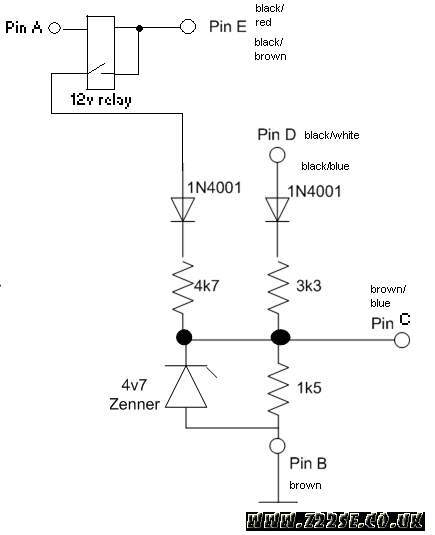 black/
red
Pin A
Pin E
black/
brown
12v relay
Pin D
black/white
black/blue
1N4001
1N4001
4k7
3k3
brown/
blue
Pin C
4v7
Zenner
1k5
Pin B
brown
WWW.Z22SE.CO.UK